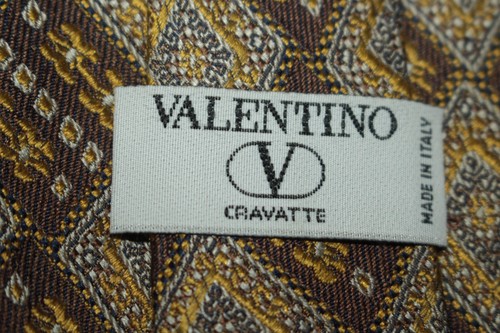 VALENTINO
V
CRAVATTE
MADE IN ITALY